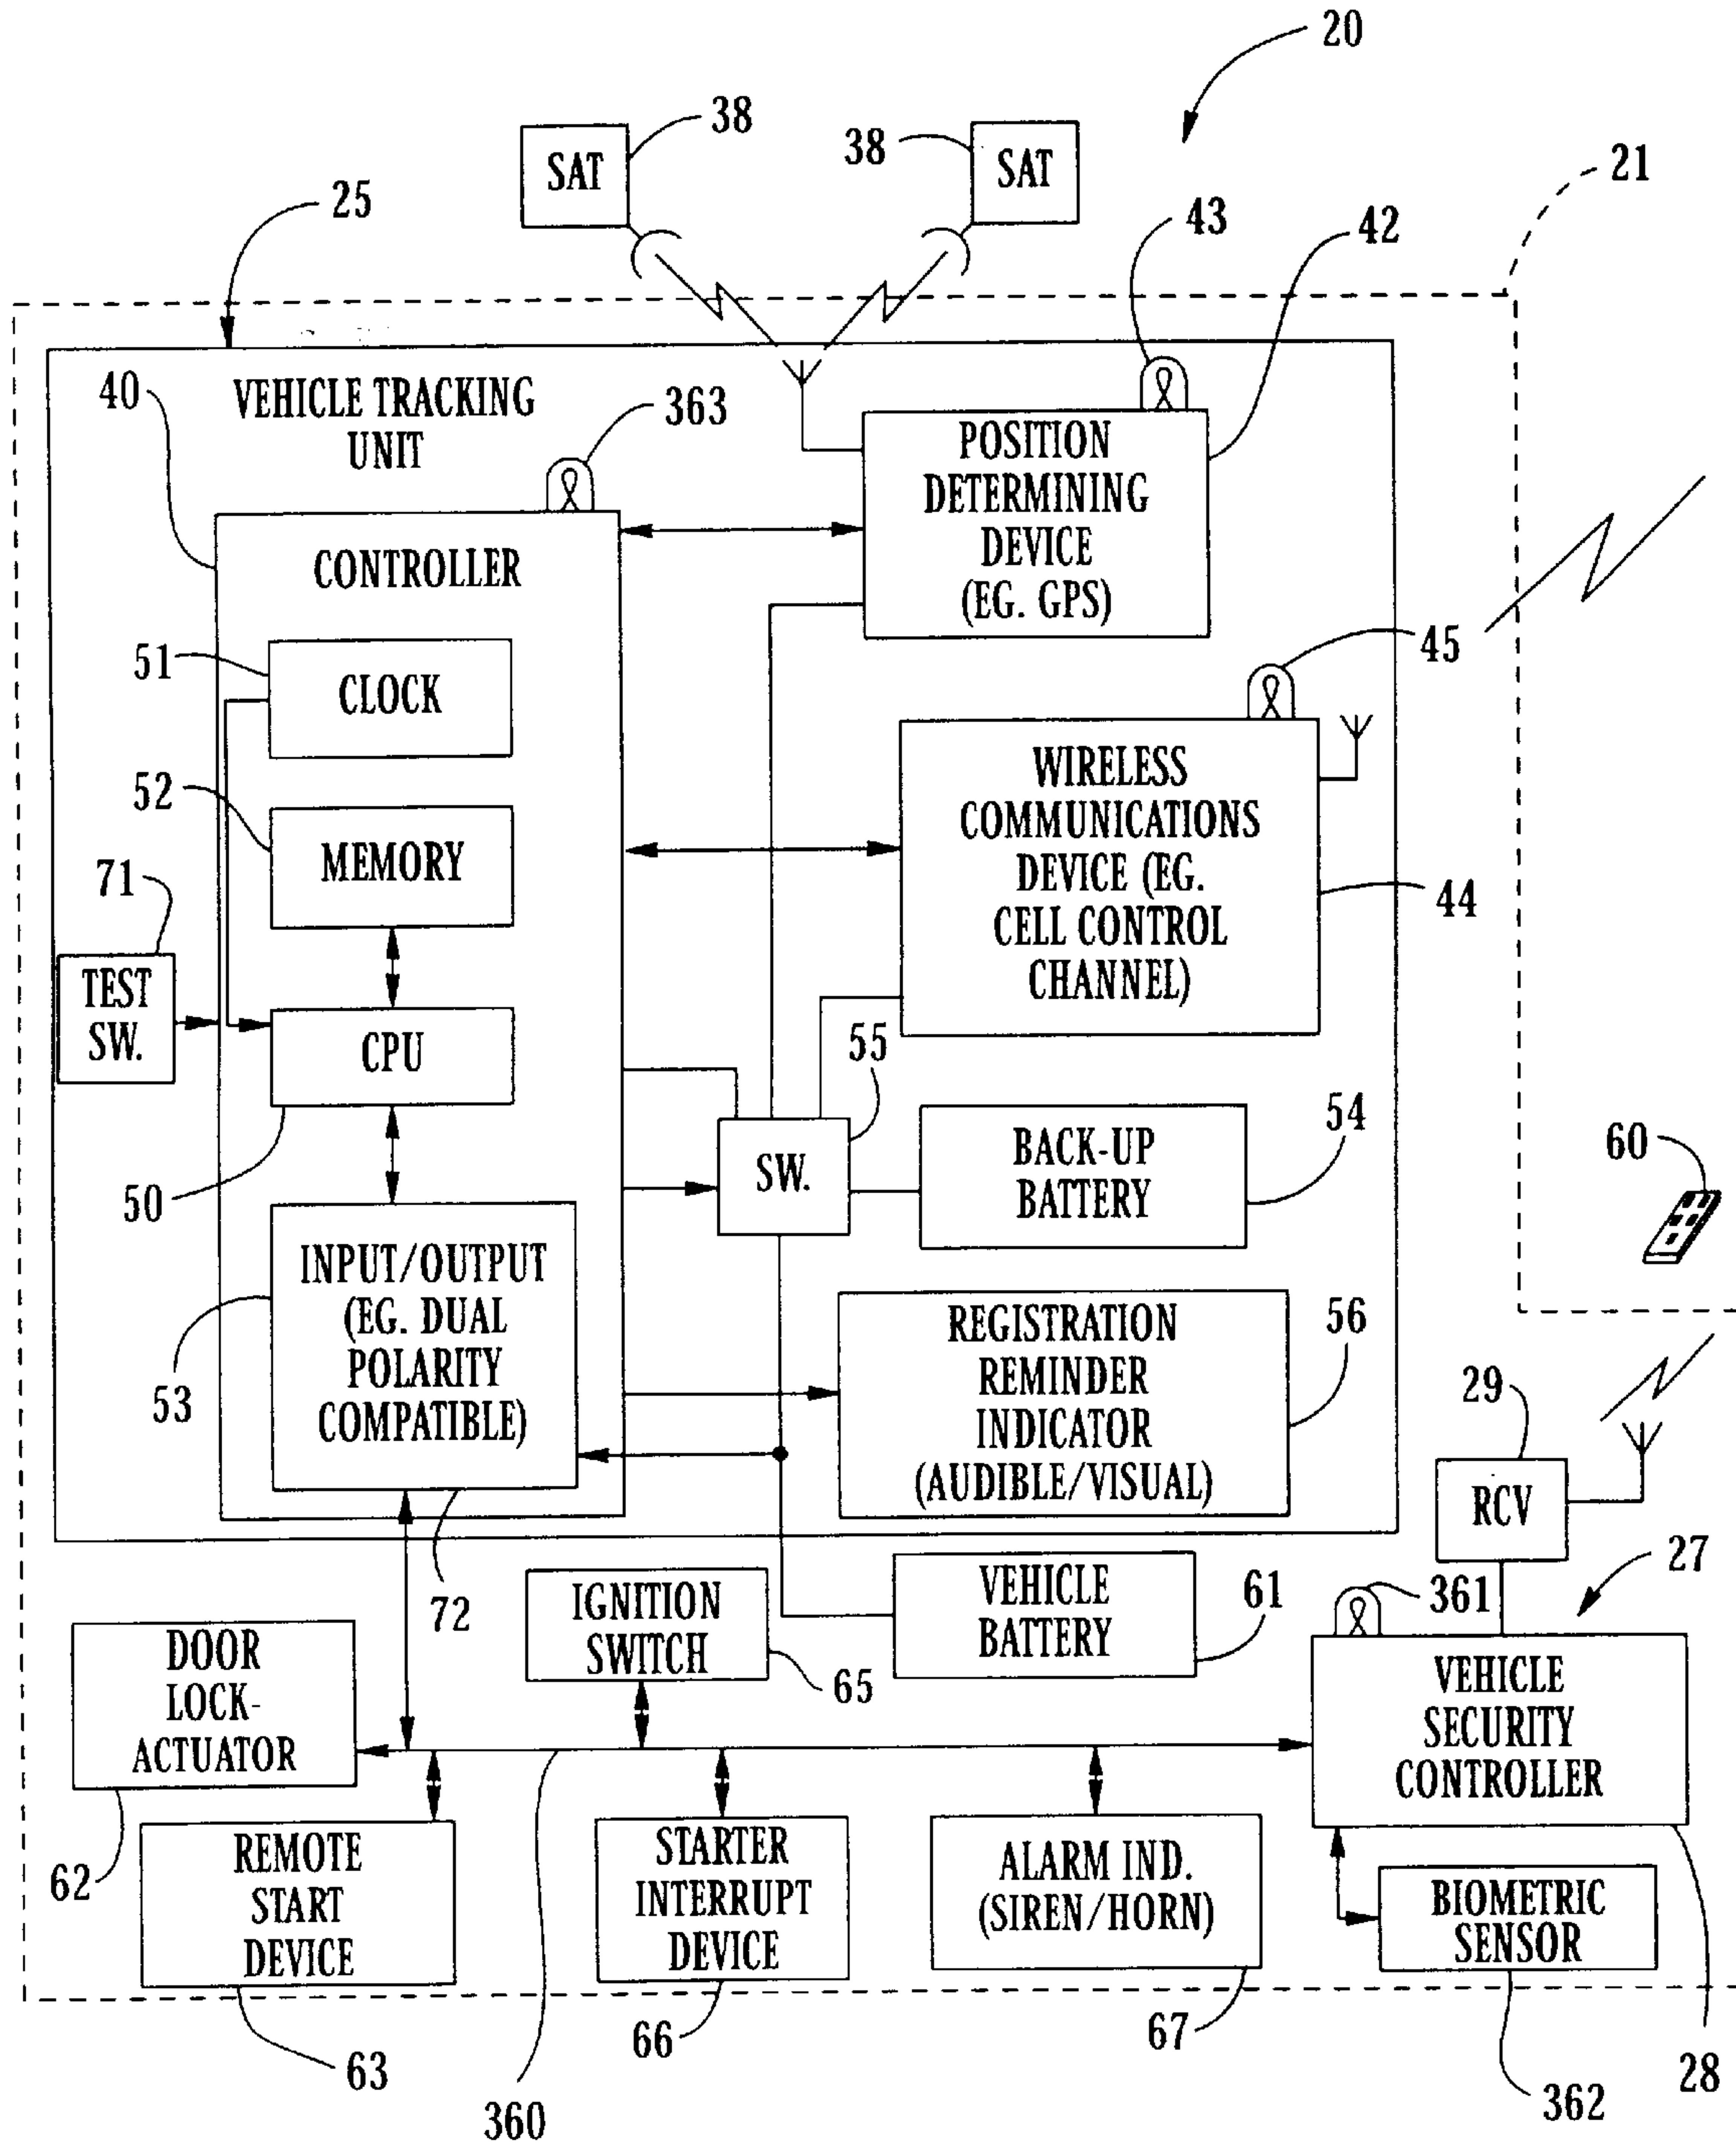 20
38
SAT
38
SAT
21
25
43
42
40
VEHICLE TRACKING
UNIT
363
POSITION
DETERMINING
DEVICE
(EG. GPS)
CONTROLLER
51
CLOCK
45
52
MEMORY
WIRELESS
COMMUNICATIONS
DEVICE (EG.
CELL CONTROL
CHANNEL)
44
71
TEST
SW.
CPU
50
55
SW.
BACK-UP
BATTERY
54
60
INPUT/OUTPUT
(EG. DUAL
POLARITY
COMPATIBLE)
53
REGISTRATION
REMINDER
INDICATOR
(AUDIBLE/VISUAL)
56
29
RCV
27
72
IGNITION
SWITCH
65
VEHICLE
BATTERY
61
361
DOOR
LOCK-
ACTUATOR
62
VEHICLE
SECURITY
CONTROLLER
REMOTE
START
DEVICE
63
STARTER
INTERRUPT
DEVICE
66
ALARM IND.
(SIREN/HORN)
67
BIOMETRIC
SENSOR
28
360
362